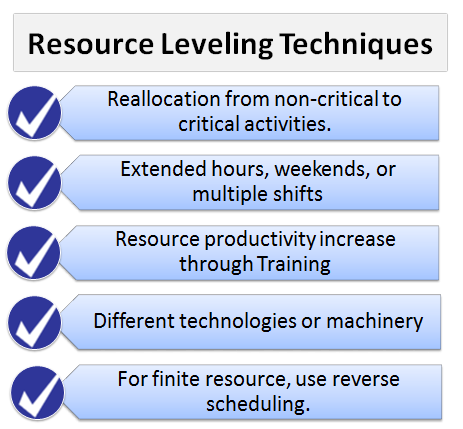 Resource Leveling Techniques
Reallocation from non-critical to
critical activities.
Extended hours, weekends, or
multiple shifts
Resource productivity increase
through Training
Different technologies or machinery
For finite resource, use reverse
scheduling.